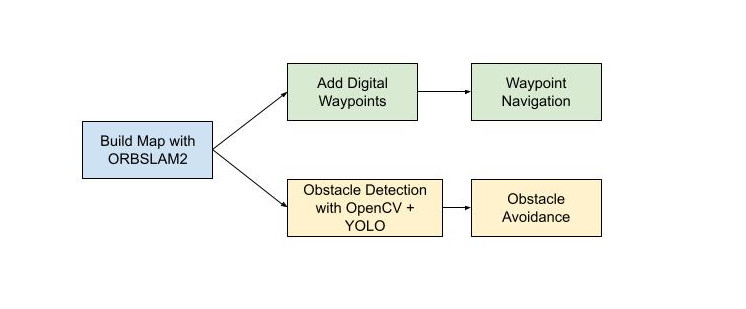 Build Map with
ORBSLAM2
Add Digital
Waypoints
Waypoint
Navigation
Obstacle Detection
with OpenCV +
YOLO
Obstacle
Avoidance